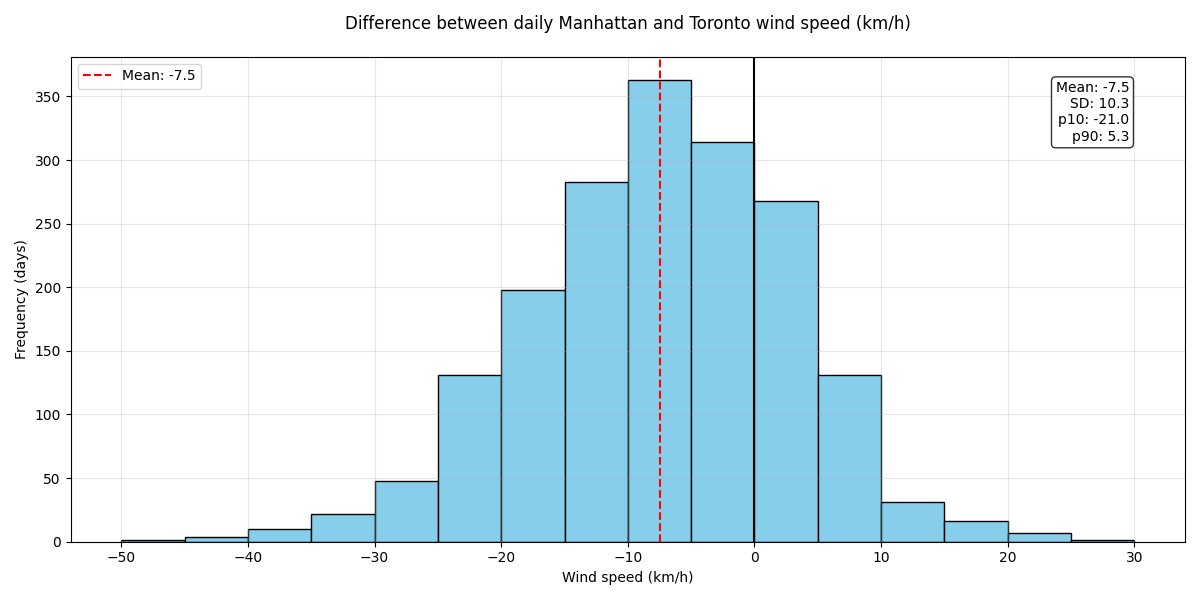 Difference between daily Manhattan and Toronto wind speed (km/h)
Mean: -7.5
Mean: -7.5
SD: 10.3
p10: -21.0
p90: 5.3
Frequency (days)
350
300
250
200
150
100
50
0
−50
−40
−30
−20
−10
0
10
20
30
Wind speed (km/h)